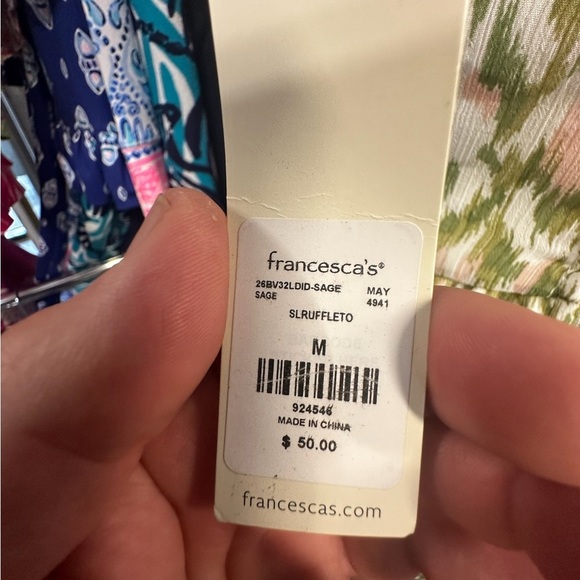 francesca's®
26BV32LDID-SAGE MAY
SAGE 4941
SLRUFFLETO
M
924546
MADE IN CHINA
$ 50.00
francescas.com